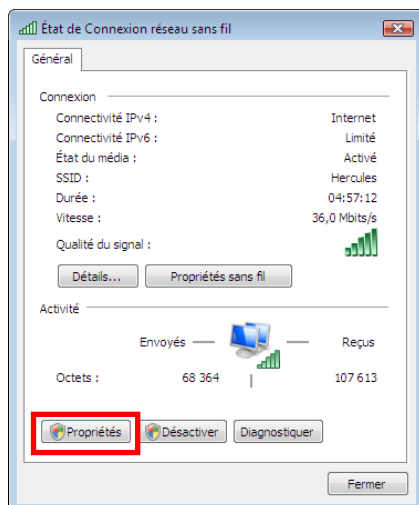 État de Connexion réseau sans fil
Général
Connexion
Connectivité IPv4 : Internet
Connectivité IPv6 : Limité
État du média : Activé
SSID : Hercules
Durée : 04:57:12
Vitesse : 36,0 Mbits/s
Qualité du signal :
Détails... Propriétés sans fil
Activité
Envoyés Reçus
Octets : 68 364 107 613
Propriétés Désactiver Diagnostiquer
Fermer